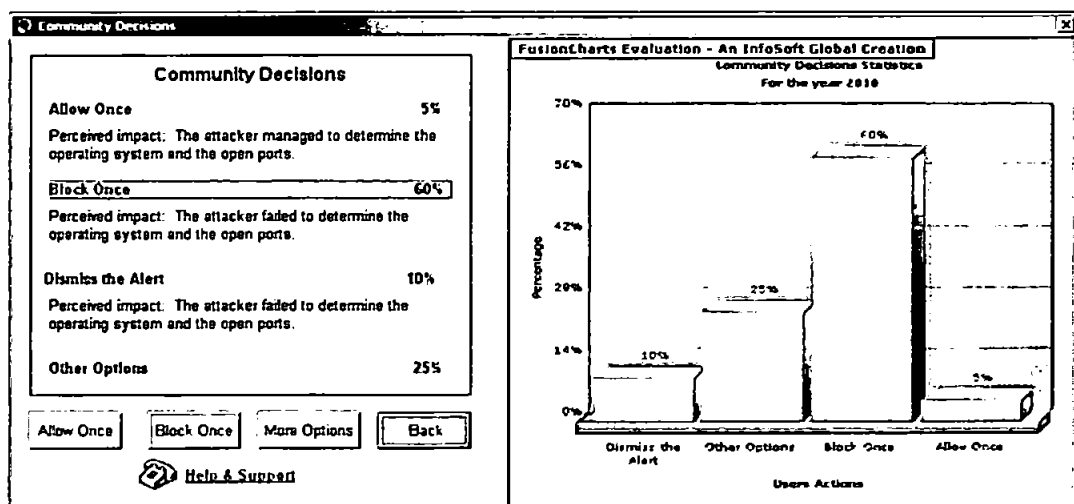 Community Decisions
Community Decisions
Allow Once 5%
Perceived impact: The attacker managed to determine the
operating system and the open ports.
Block Once 60%
Perceived impact: The attacker failed to determine the
operating system and the open ports.
Dismiss the Alert 10%
Perceived impact: The attacker failed to determine the
operating system and the open ports.
Other Options 25%
Allow Once Block Once More Options Back
Help & Support
FusionCharts Evaluation - An InfoSoft Global Creation
Community Decisions Statistics
For the year 2010
70%
56%
42%
28%
14%
0%
Percentage
10%
25%
60%
5%
Dismiss the
Alert
Other Options
Block Once
Allow Once
Users Actions